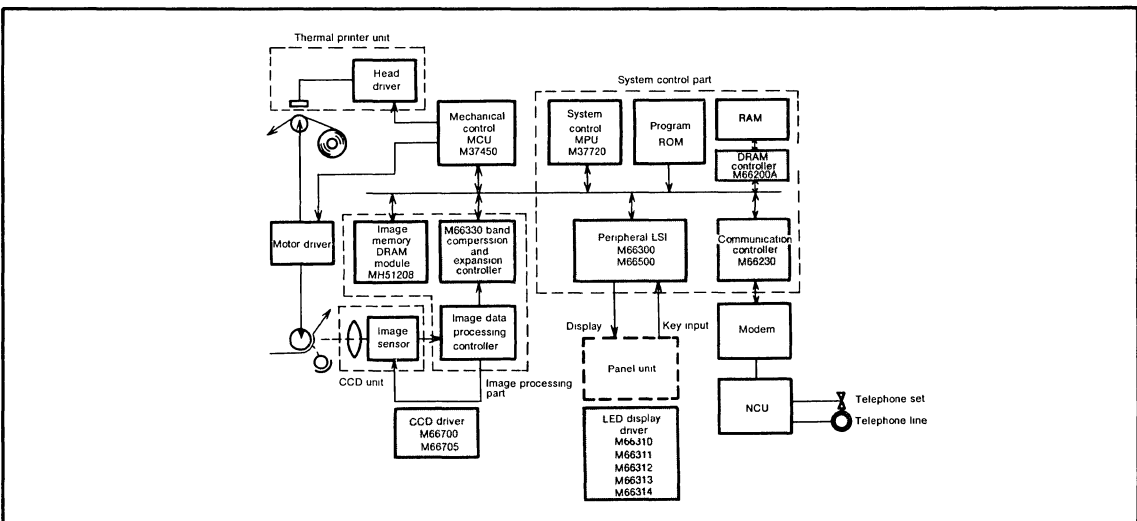 Thermal printer unit
Head
driver
System control part
Mechanical
control
MCU
M37450
System
control
MPU
M37720
Program
ROM
RAM
DRAM
controller
M66200A
Motor driver
Image
memory
DRAM
module
MH51208
M66330 band
comperssion
and
expansion
controller
Peripheral LSI
M66300
M66500
Communication
controller
M66230
Image
sensor
Image data
processing
controller
Display
Key input
Modem
CCD unit
Image processing
part
Panel unit
NCU
Telephone set
Telephone line
CCD driver
M66700
M66705
LED display
driver
M66310
M66311
M66312
M66313
M66314